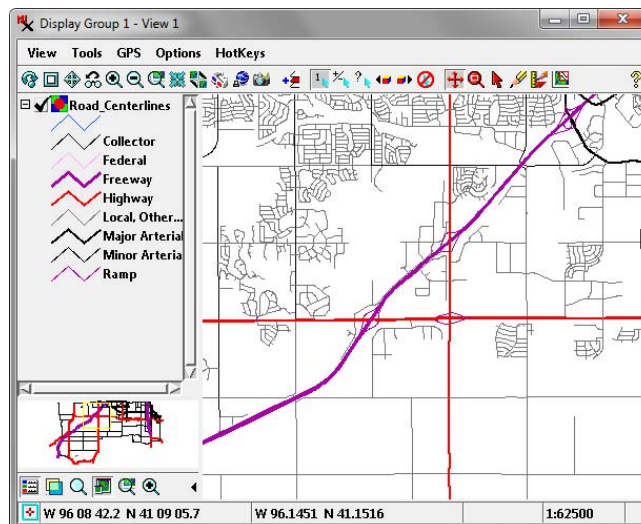 Display Group 1 - View 1
View Tools GPS Options HotKeys
Road_Centerlines
Collector
Federal
Freeway
Highway
Local, Other...
Major Arterial
Minor Arteria
Ramp
W 96 08 42.2 N 41 09 05.7 W 96.1451 N 41.1516 1:62500